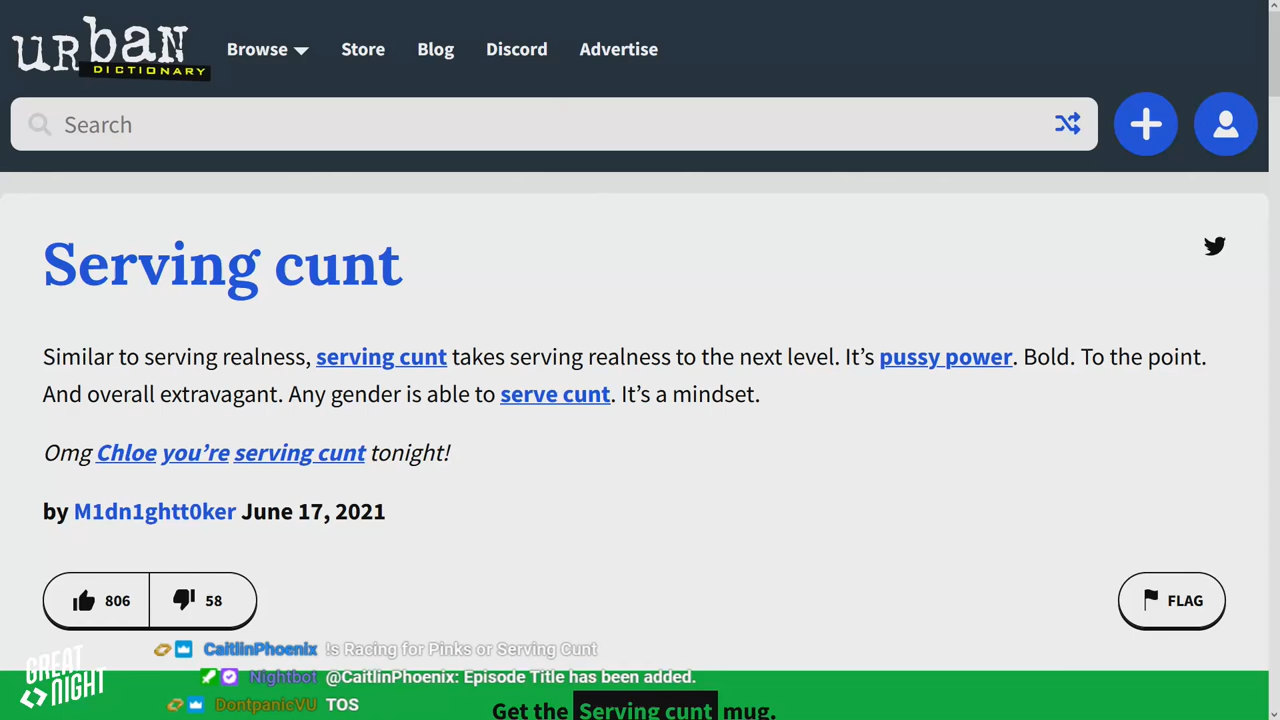 urban
DICTIONARY
Browse Store Blog Discord Advertise
Search
Serving cunt
Similar to serving realness, serving cunt takes serving realness to the next level. It’s pussy power. Bold. To the point.
And overall extravagant. Any gender is able to serve cunt. It’s a mindset.
Omg Chloe you’re serving cunt tonight!
by M1dn1ghtt0ker June 17, 2021
806 58 FLAG
CaitlinPhoenix !s Racing for Pinks or Serving Cunt
Nightbot @CaitlinPhoenix: Episode Title has been added.
DontpanicVU TOS
GREAT
NIGHT
Get the Serving cunt mug.